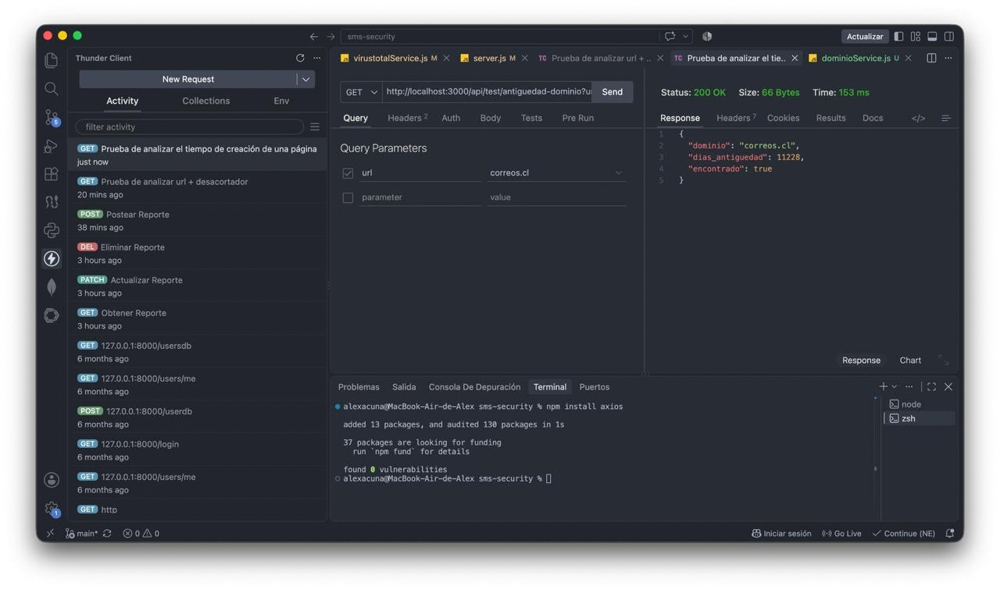 sms-security
Actualizar
Thunder Client
New Request
Activity
Collections
Env
filter activity
GET Prueba de analizar el tiempo de creación de una página
just now
GET Prueba de analizar url + desacortador
20 mins ago
POST Postear Reporte
38 mins ago
DEL Eliminar Reporte
3 hours ago
PATCH Actualizar Reporte
3 hours ago
GET Obtener Reporte
3 hours ago
GET 127.0.0.1:8000/usersdb
6 months ago
GET 127.0.0.1:8000/users/me
6 months ago
POST 127.0.0.1:8000/userdb
6 months ago
GET 127.0.0.1:8000/login
6 months ago
GET 127.0.0.1:8000/users/me
6 months ago
GET http
5
1
JS virustotalService.js M
JS server.js M
TC Prueba de analizar url + ..
TC Prueba de analizar el tie..
JS dominioService.js U
GET http://localhost:3000/api/test/antiguedad-dominio?u
Send
Query
Headers 2
Auth
Body
Tests
Pre Run
Query Parameters
url correos.cl
parameter value
Status: 200 OK Size: 66 Bytes Time: 153 ms
Response
Headers 7
Cookies
Results
Docs
</>
1 {
2 "dominio": "correos.cl",
3 "dias_antiguedad": 11228,
4 "encontrado": true
5 }
Response
Chart
Problemas
Salida
Consola De Depuración
Terminal
Puertos
alexacuna@MacBook-Air-de-Alex sms-security % npm install axios
added 13 packages, and audited 130 packages in 1s
37 packages are looking for funding
run `npm fund` for details
found 0 vulnerabilities
alexacuna@MacBook-Air-de-Alex sms-security %
node
zsh
main*
0 0
Iniciar sesión
Go Live
Continue (NE)